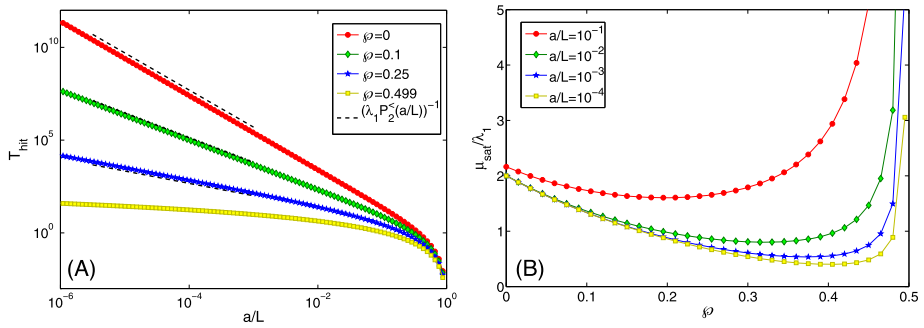 10^10
10^5
10^0
T_hit
10^-6
10^-4
10^-2
10^0
a/L
(A)
℘=0
℘=0.1
℘=0.25
℘=0.499
(λ_1P_2^<(a/L))^-1
5
4
3
2
1
0
μ_sat/λ_1
0
0.1
0.2
0.3
0.4
0.5
℘
(B)
a/L=10^-1
a/L=10^-2
a/L=10^-3
a/L=10^-4